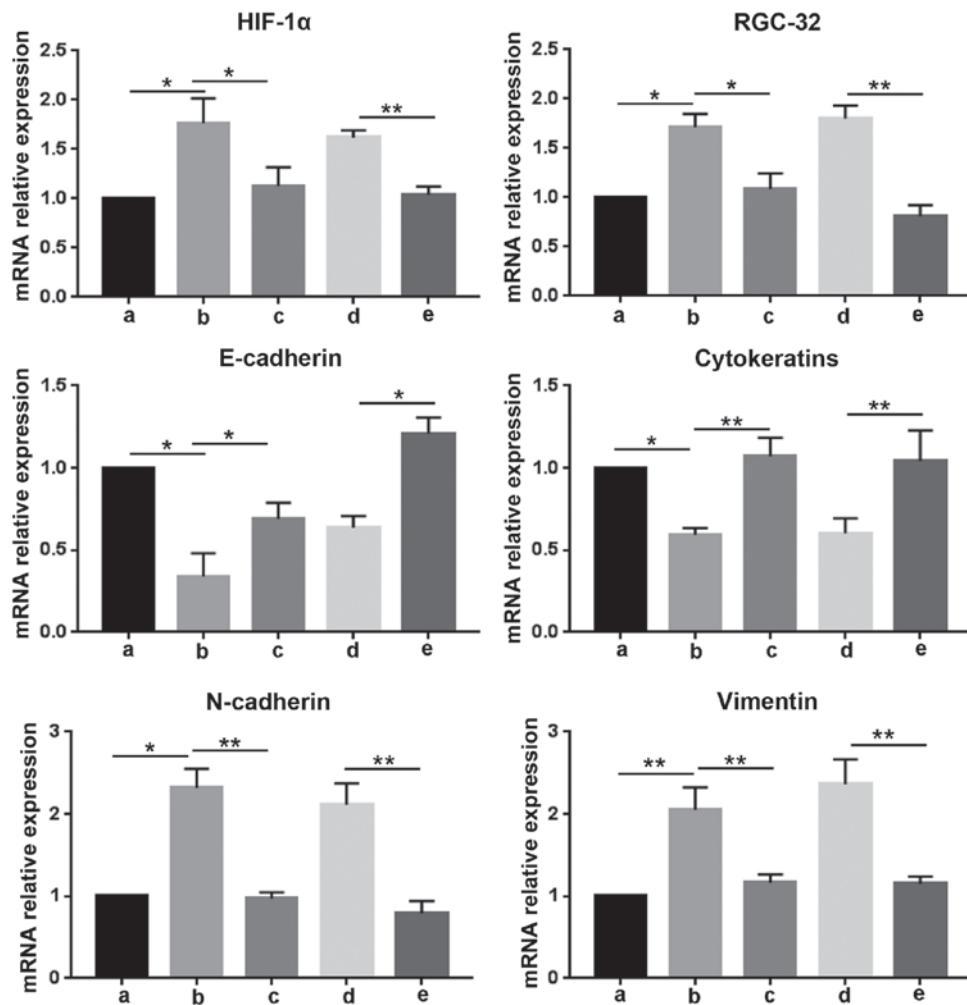 HIF-1α
mRNA relative expression
2.5
2.0
1.5
1.0
0.5
0.0
*
*
**
a b c d e
RGC-32
mRNA relative expression
2.5
2.0
1.5
1.0
0.5
0.0
*
*
**
a b c d e
E-cadherin
mRNA relative expression
1.5
1.0
0.5
0.0
*
*
*
a b c d e
Cytokeratins
mRNA relative expression
1.5
1.0
0.5
0.0
*
**
**
a b c d e
N-cadherin
mRNA relative expression
3
2
1
0
*
**
**
a b c d e
Vimentin
mRNA relative expression
3
2
1
0
**
**
**
a b c d e